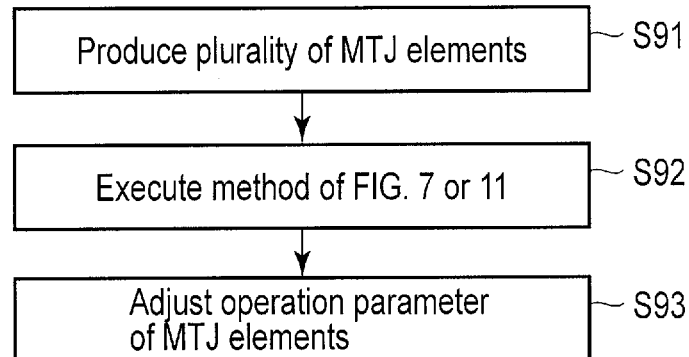 Produce plurality of MTJ elements
S91
Execute method of FIG. 7 or 11
S92
Adjust operation parameter
of MTJ elements
S93